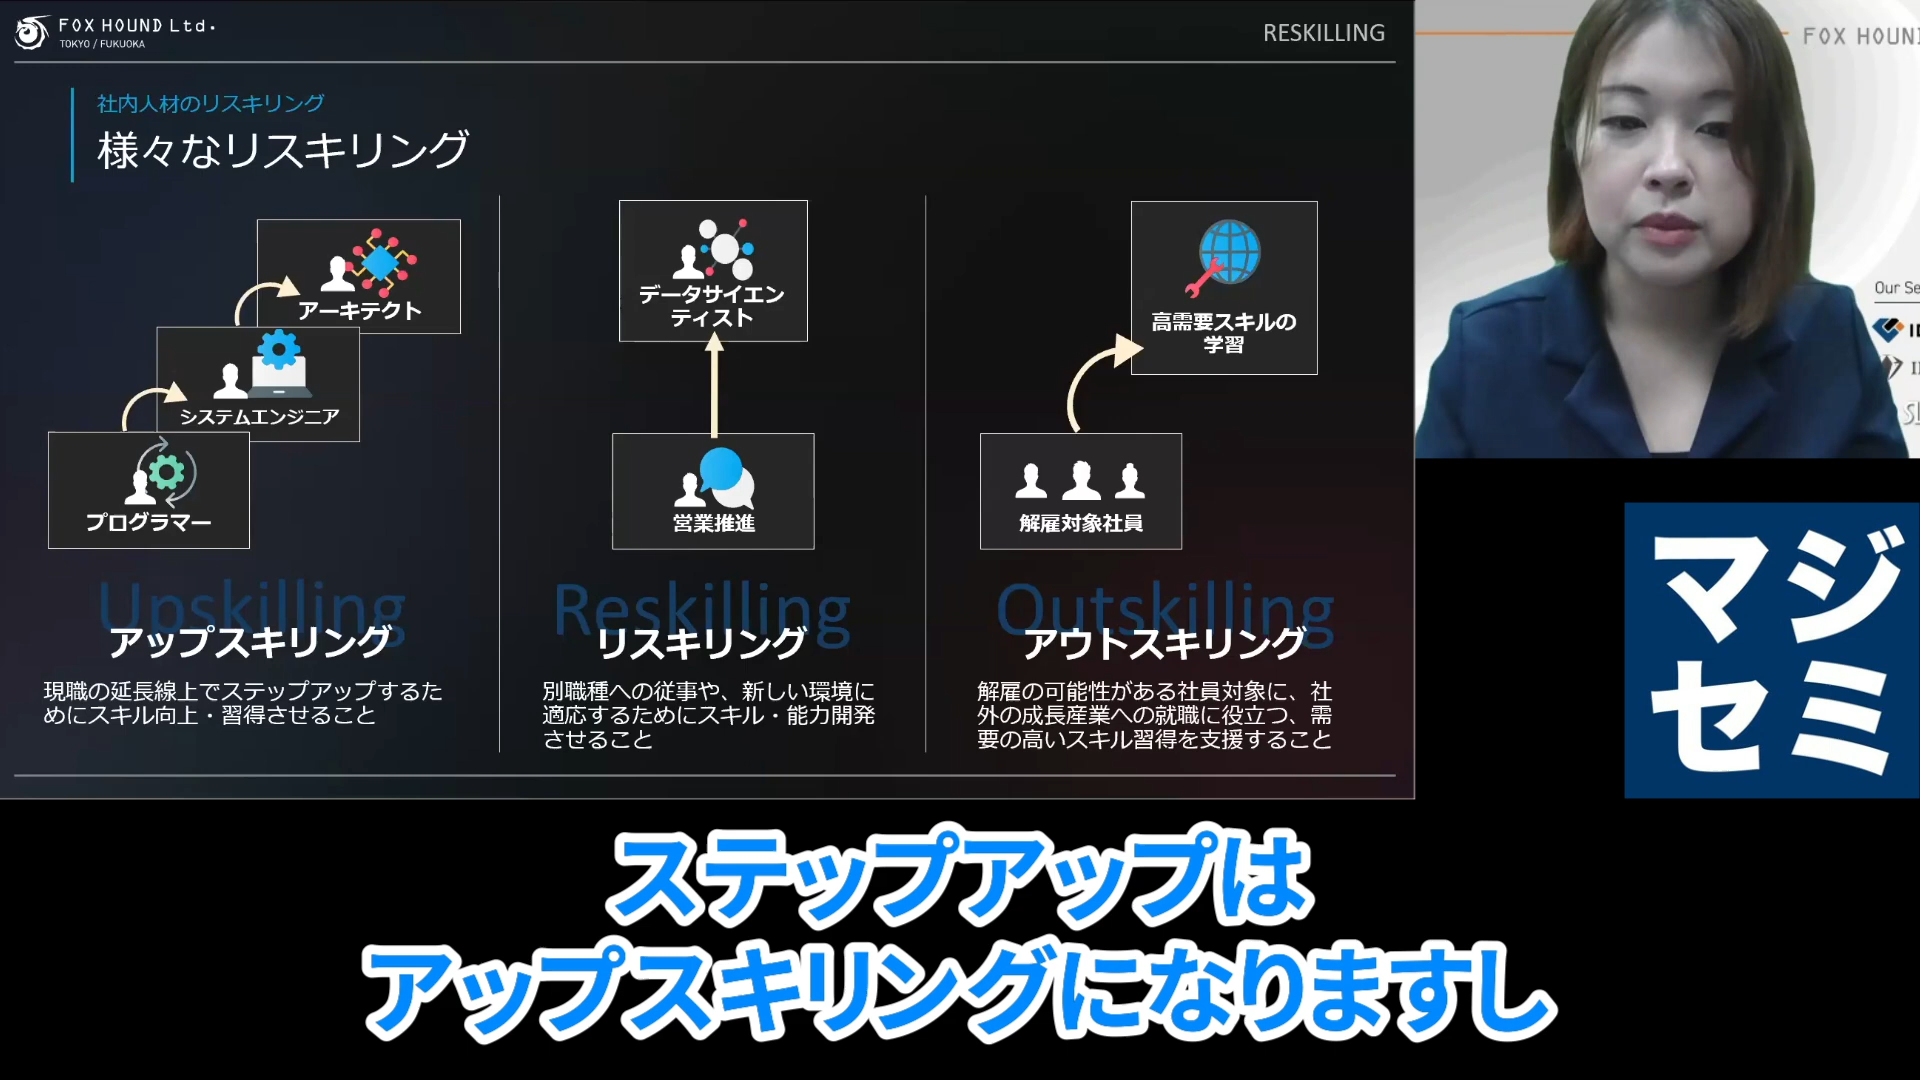 FOX HOUND Ltd.
TOKYO / FUKUOKA
RESKILLING
社内人材のリスキリング
様々なリスキリング
アーキテクト
システムエンジニア
プログラマー
Upskilling
アップスキリング
現職の延長線上でステップアップするた
めにスキル向上・習得させること
データサイエン
ティスト
営業推進
Reskilling
リスキリング
別職種への従事や、新しい環境に
適応するためにスキル・能力開発
させること
高需要スキルの
学習
解雇対象社員
Outskilling
アウトスキリング
解雇の可能性がある社員対象に、社
外の成長産業への就職に役立つ、需
要の高いスキル習得を支援すること
FOX HOUN
Our Se
マジ
セミ
ステップアップは
アップスキリングになりますし